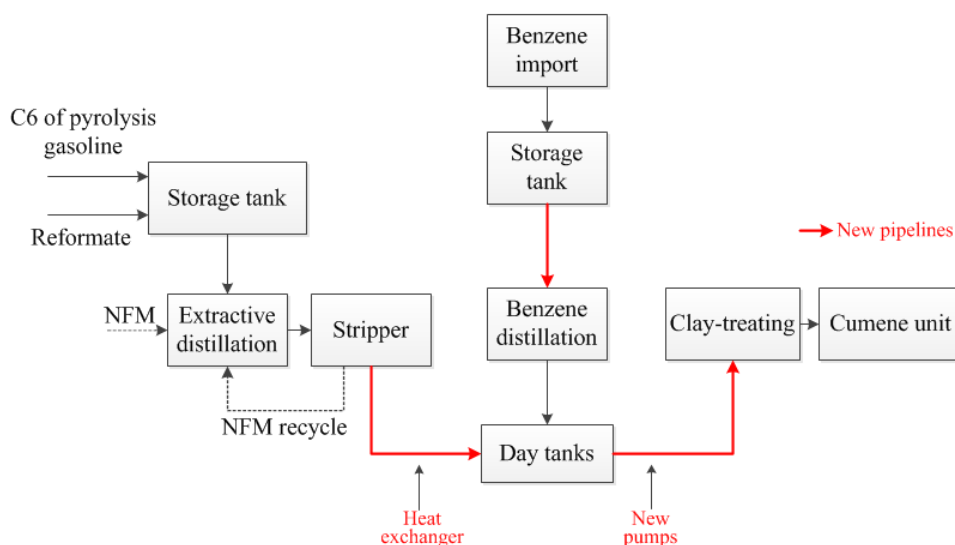 Benzene
import
C6 of pyrolysis
gasoline
Storage tank
Storage
tank
Reformate
New pipelines
NFM
Extractive
distillation
Stripper
Benzene
distillation
Clay-treating
Cumene unit
NFM recycle
Day tanks
Heat
exchanger
New
pumps